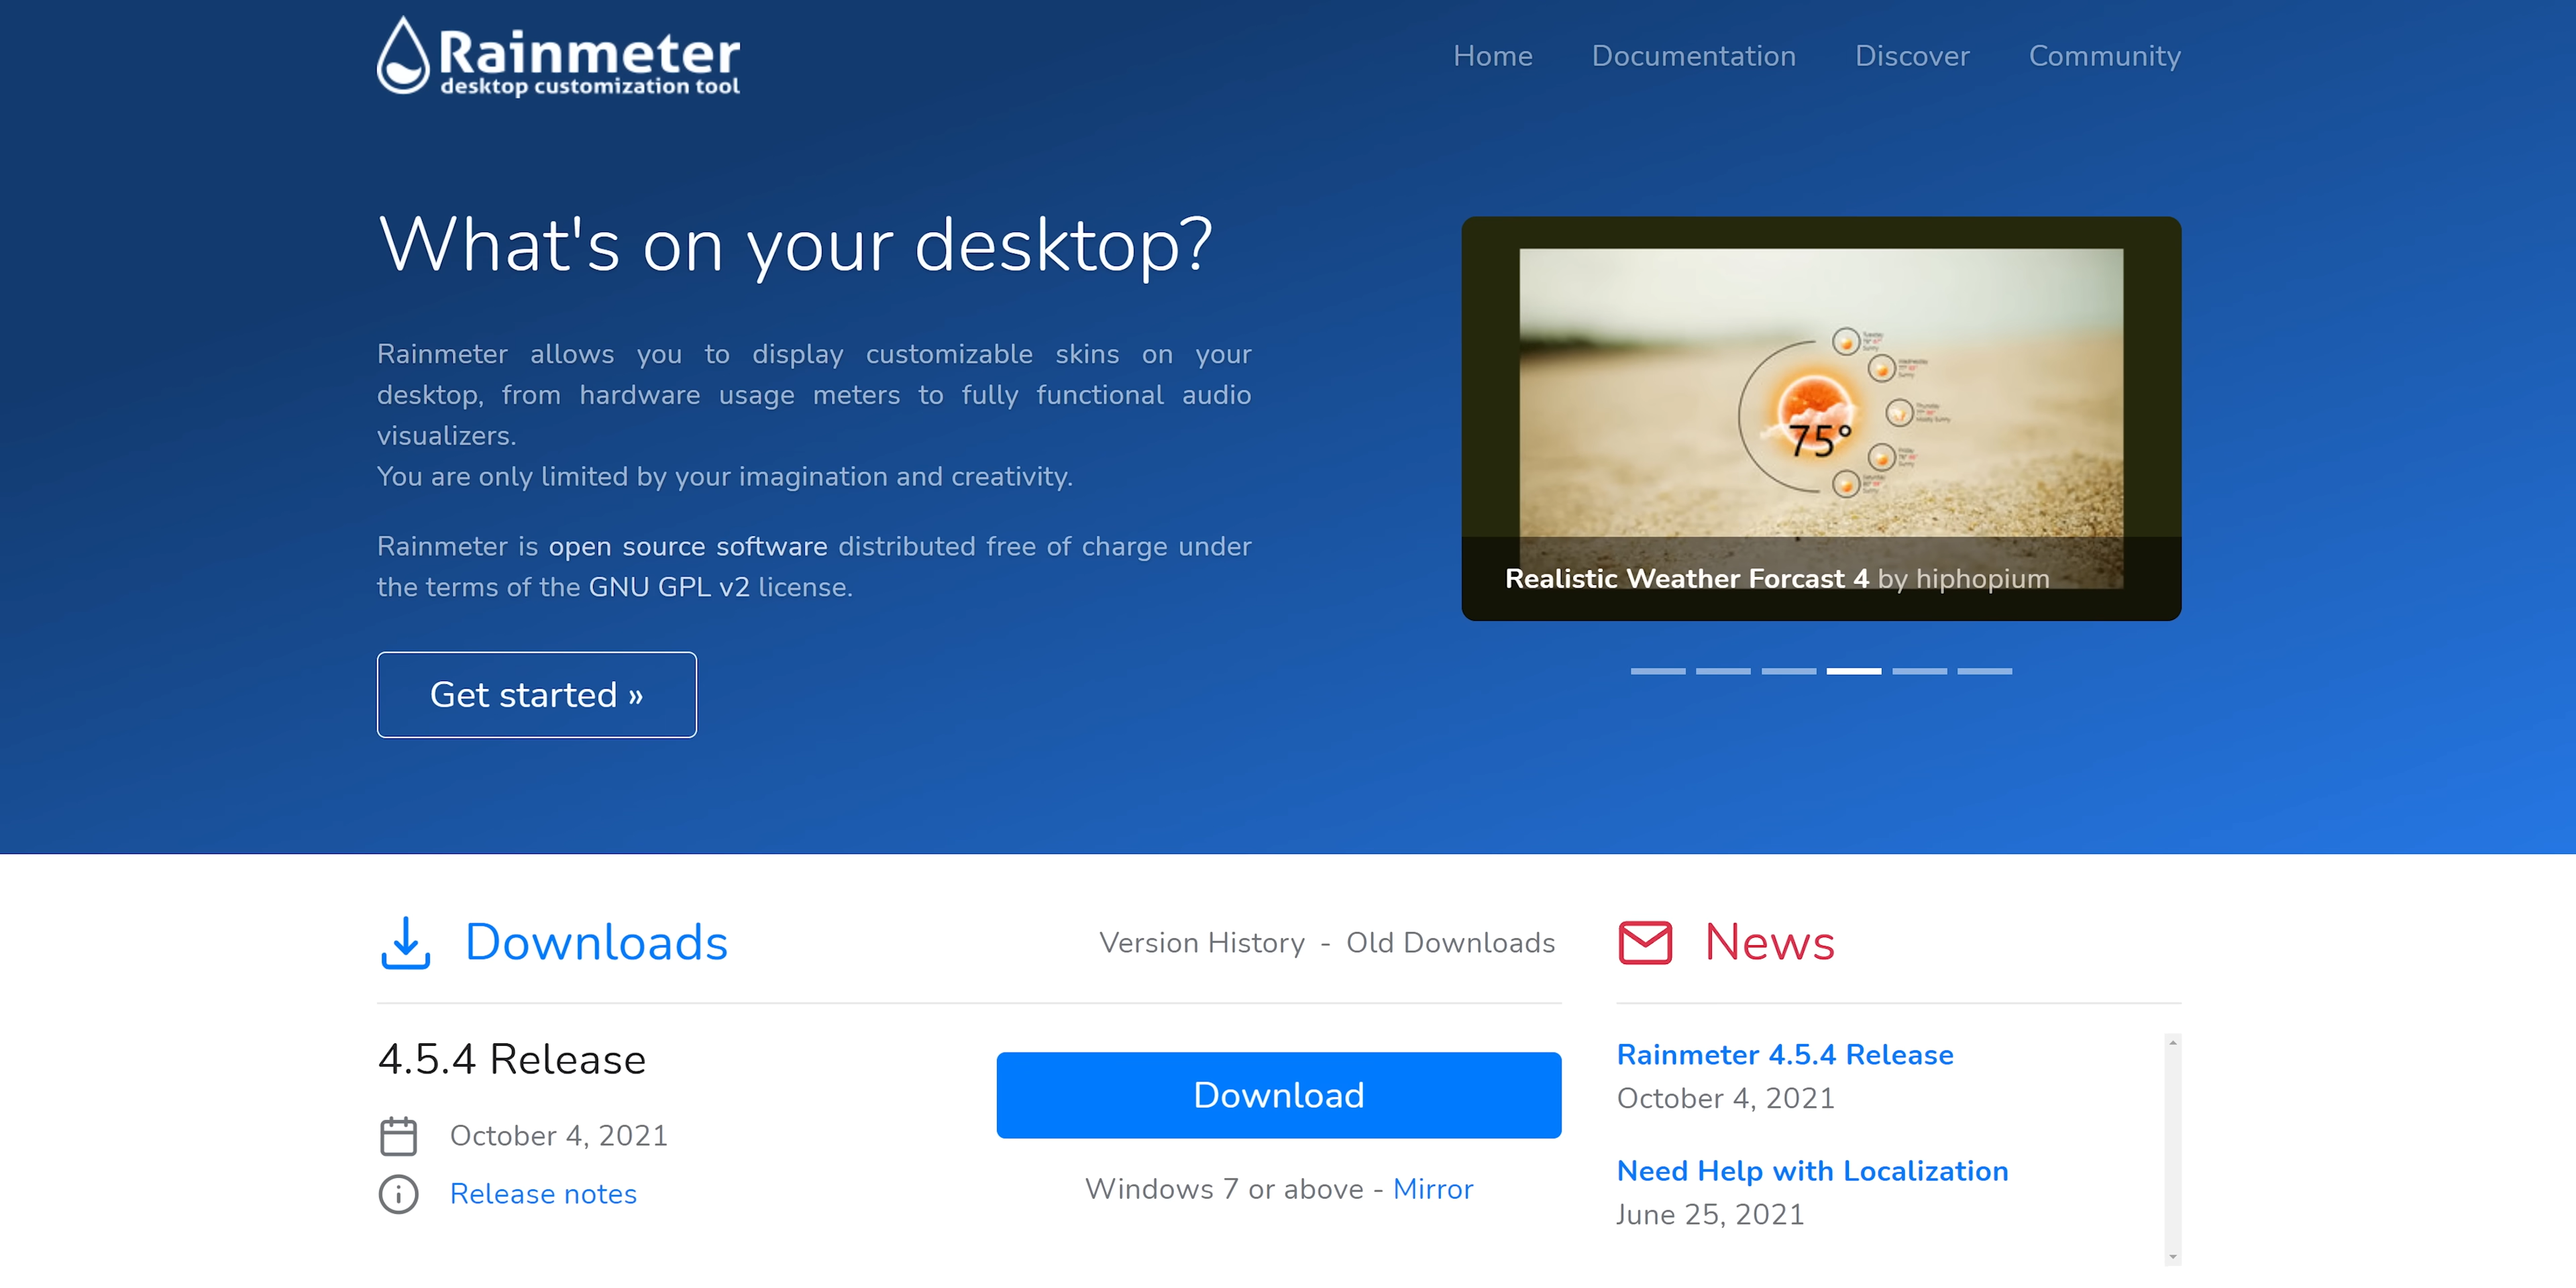 Rainmeter
desktop customization tool
Home Documentation Discover Community
What's on your desktop?
Rainmeter allows you to display customizable skins on your
desktop, from hardware usage meters to fully functional audio
visualizers.
You are only limited by your imagination and creativity.
Rainmeter is open source software distributed free of charge under
the terms of the GNU GPL v2 license.
Get started »
75°
Realistic Weather Forcast 4 by hiphopium
Downloads
Version History - Old Downloads
4.5.4 Release
October 4, 2021
Release notes
Download
Windows 7 or above - Mirror
News
Rainmeter 4.5.4 Release
October 4, 2021
Need Help with Localization
June 25, 2021